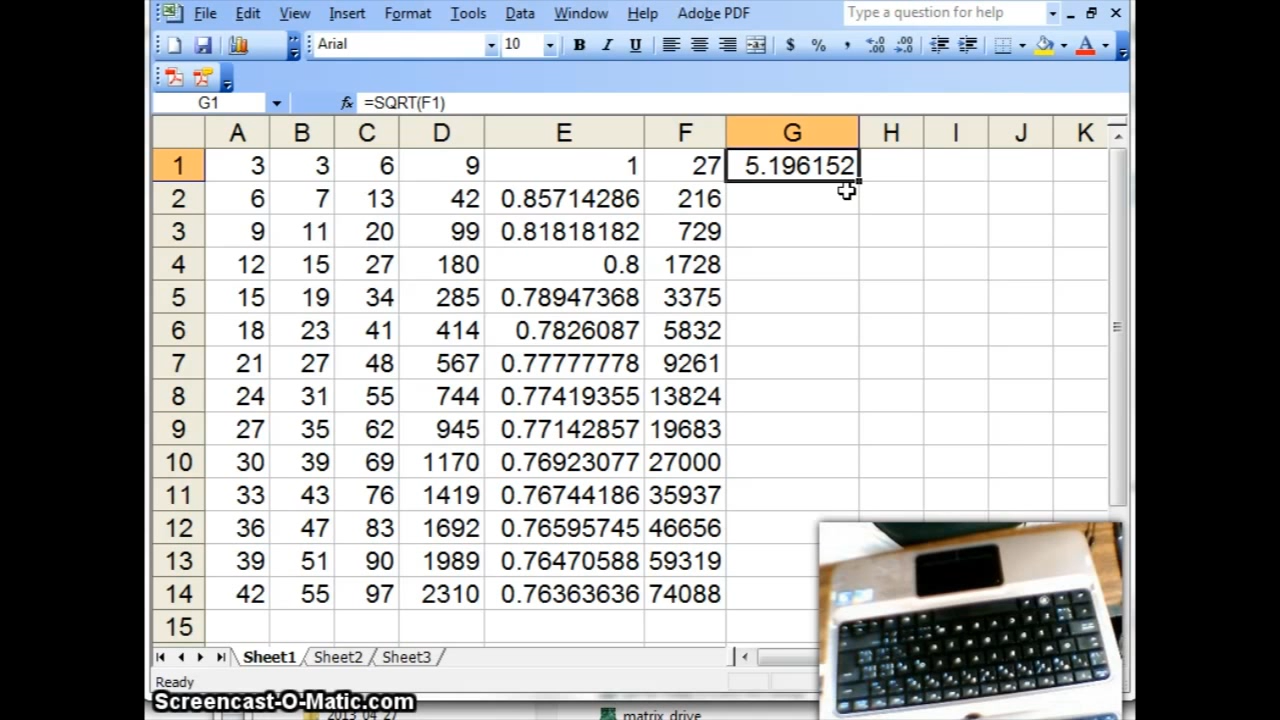 File Edit View Insert Format Tools Data Window Help Adobe PDF Type a question for help
Arial 10 B I U $ % ,
G1 fx =SQRT(F1)
A B C D E F G H I J K
1 3 3 6 9 1 27 5.196152
2 6 7 13 42 0.85714286 216
3 9 11 20 99 0.81818182 729
4 12 15 27 180 0.8 1728
5 15 19 34 285 0.78947368 3375
6 18 23 41 414 0.7826087 5832
7 21 27 48 567 0.77777778 9261
8 24 31 55 744 0.77419355 13824
9 27 35 62 945 0.77142857 19683
10 30 39 69 1170 0.76923077 27000
11 33 43 76 1419 0.76744186 35937
12 36 47 83 1692 0.76595745 46656
13 39 51 90 1989 0.76470588 59319
14 42 55 97 2310 0.76363636 74088
15
Sheet1 Sheet2 Sheet3
Ready
Screencast-O-Matic.com
2013_04_27 matrix_drive